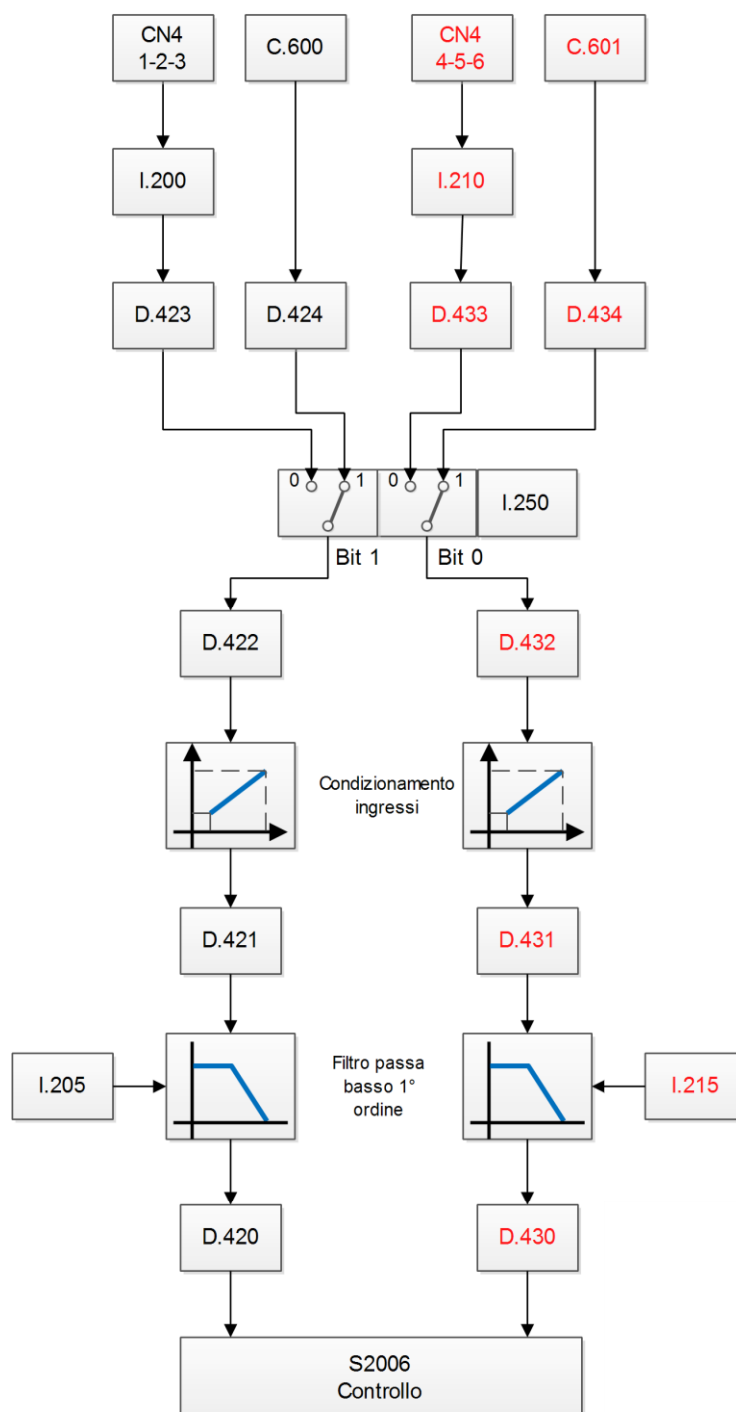 CN4
1-2-3
C.600
CN4
4-5-6
C.601
I.200
I.210
D.423
D.424
D.433
D.434
0
1
0
1
I.250
Bit 1
Bit 0
D.422
D.432
Condizionamento
ingressi
D.421
D.431
I.205
Filtro passa
basso 1°
ordine
I.215
D.420
D.430
S2006
Controllo